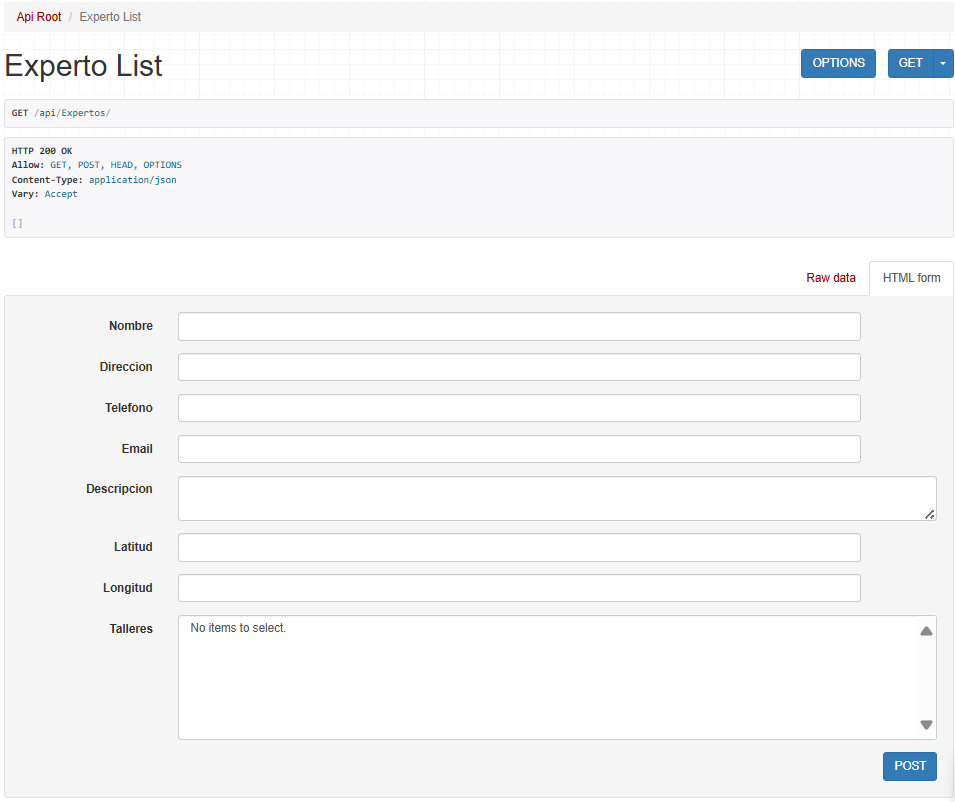 Api Root / Experto List
Experto List
OPTIONS
GET
GET /api/Expertos/
HTTP 200 OK
Allow: GET, POST, HEAD, OPTIONS
Content-Type: application/json
Vary: Accept
[]
Raw data
HTML form
Nombre
Direccion
Telefono
Email
Descripcion
Latitud
Longitud
Talleres
No items to select.
POST